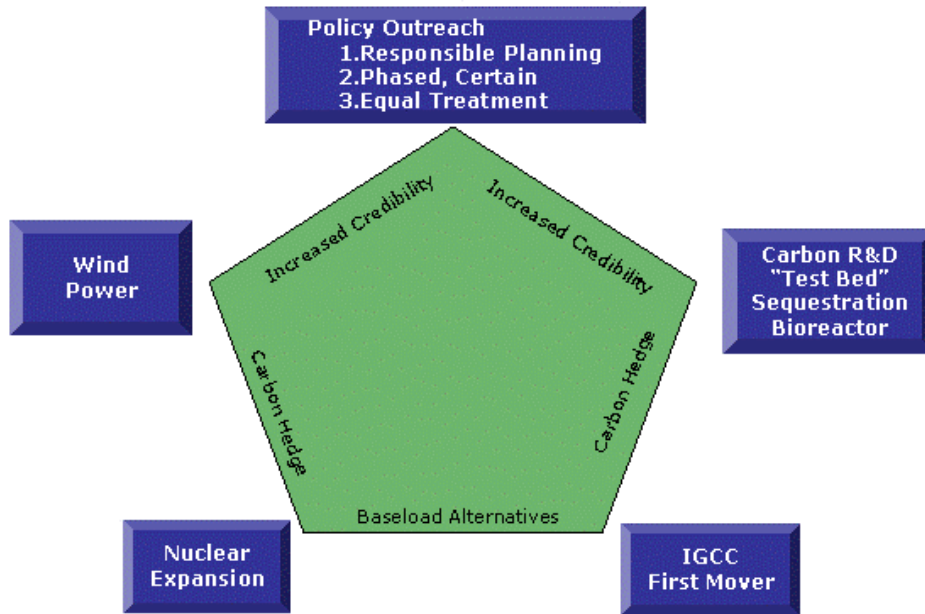 Policy Outreach
1.Responsible Planning
2.Phased, Certain
3.Equal Treatment
Increased Credibility
Increased Credibility
Wind
Power
Carbon R&D
"Test Bed"
Sequestration
Bioreactor
Carbon Hedge
Carbon Hedge
Baseload Alternatives
Nuclear
Expansion
IGCC
First Mover